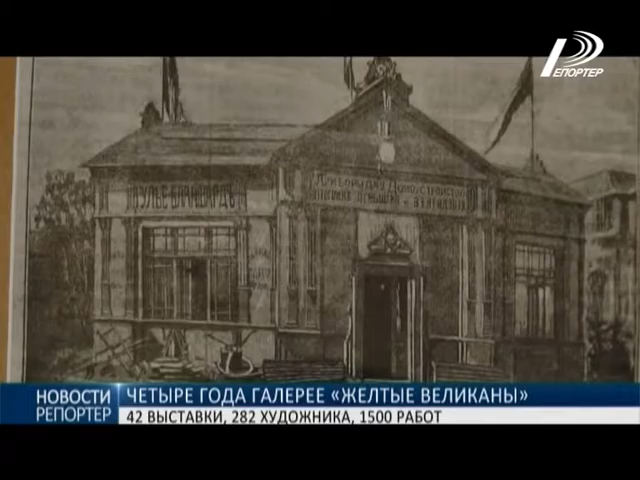 РЕПОРТЕР
НОВОСТИ
РЕПОРТЕР
ЧЕТЫРЕ ГОДА ГАЛЕРЕЕ «ЖЕЛТЫЕ ВЕЛИКАНЫ»
42 ВЫСТАВКИ, 282 ХУДОЖНИКА, 1500 РАБОТ